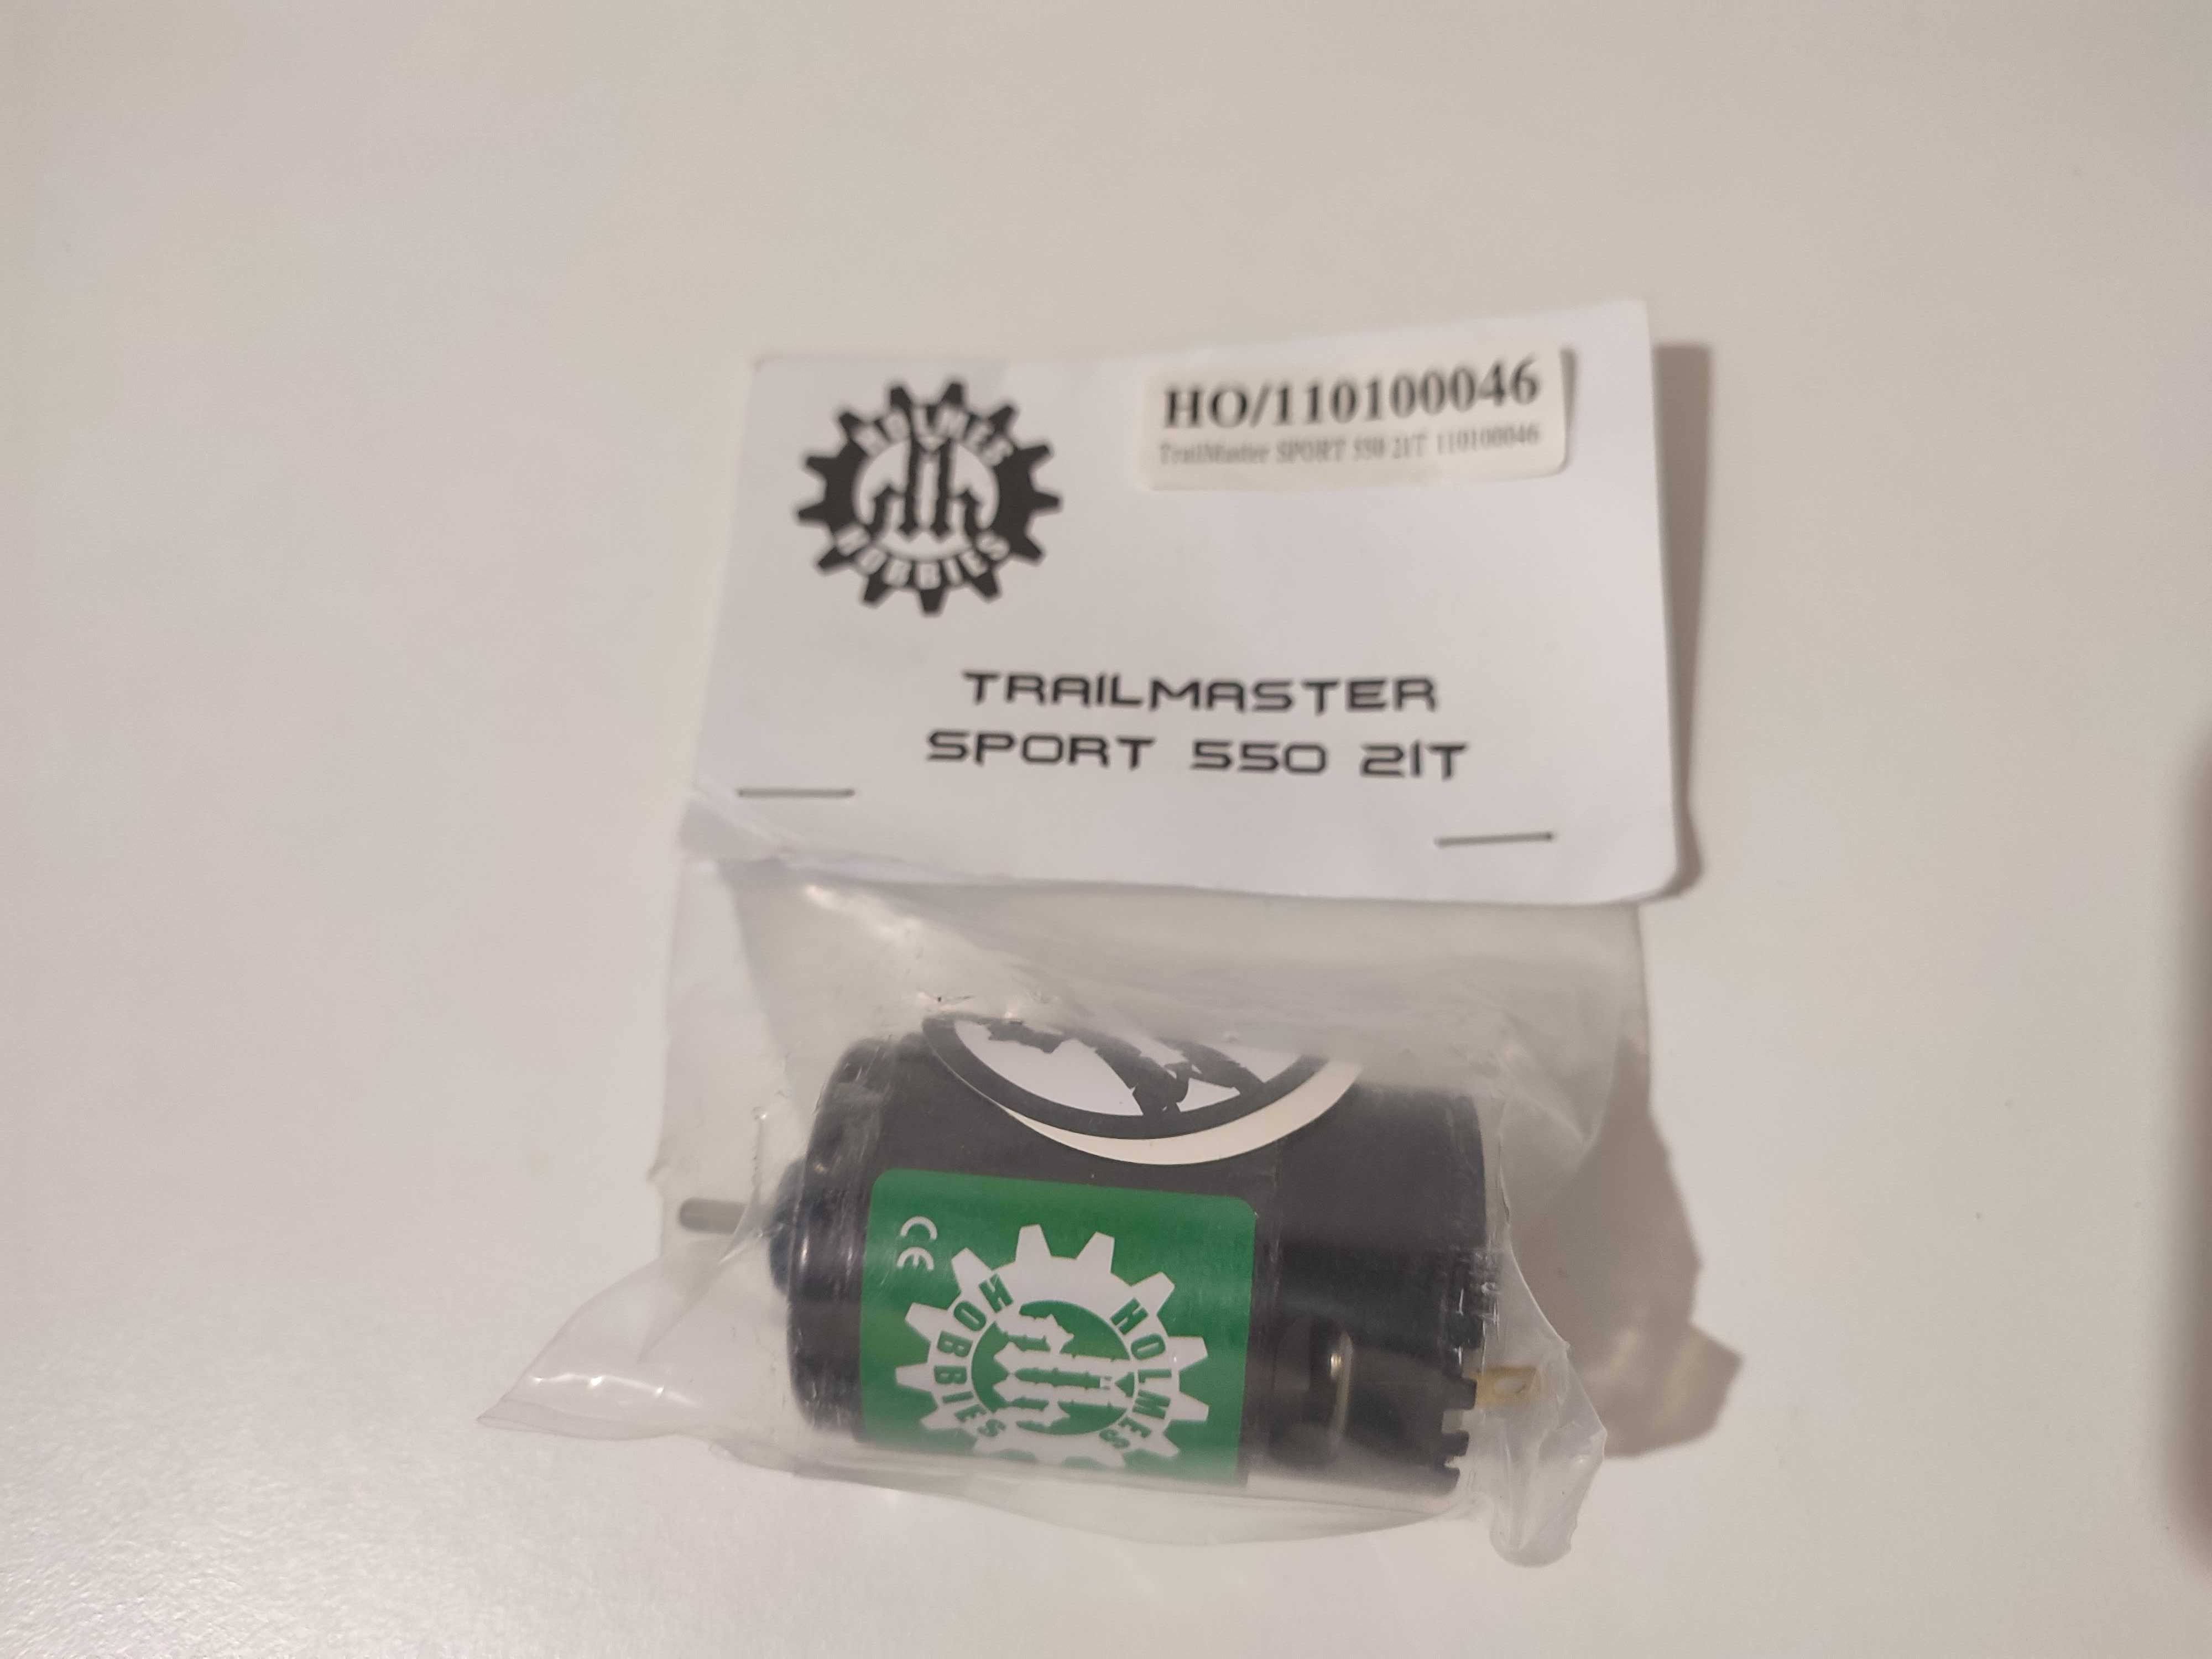 HOLMES
HOBBIES
HO/110100046
TrailMaster SPORT 550 21T 110100046
TRAILMASTER
SPORT 550 21T
CE
HOLMES
HOBBIES